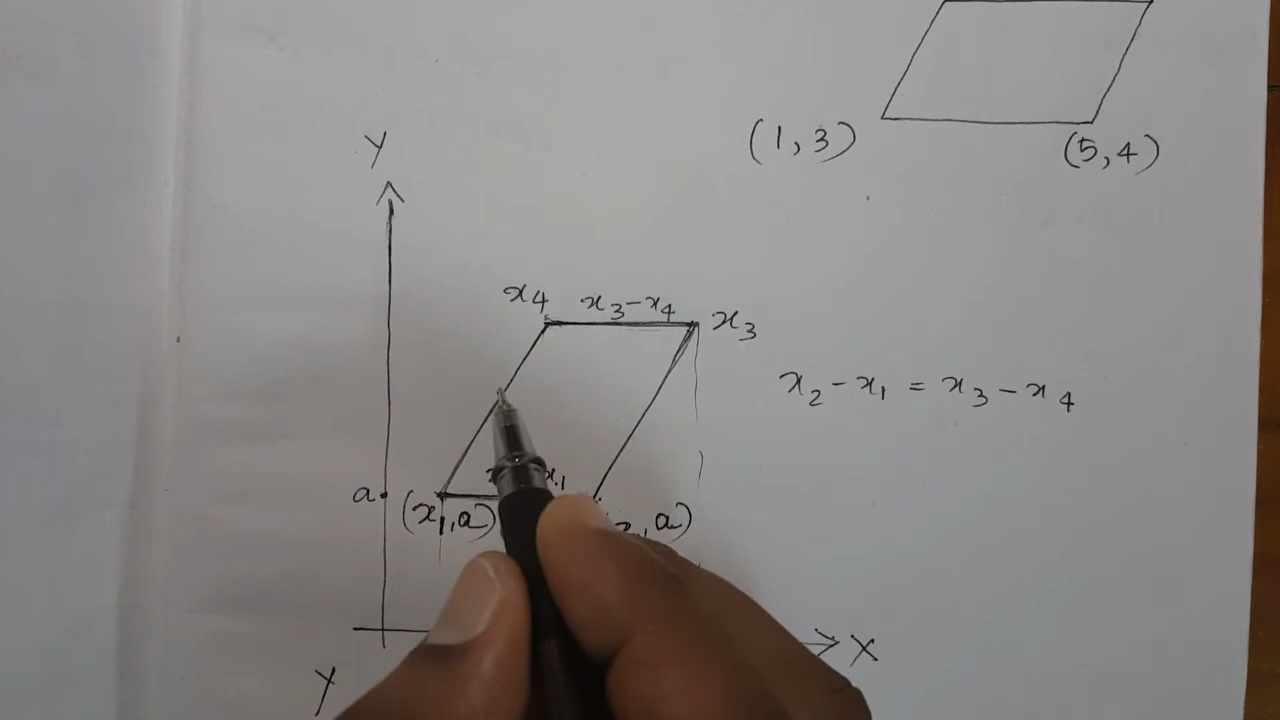 (1, 3)
(5, 4)
Y
x₄
x₃-x₄
x₃
x₂-x₁ = x₃-x₄
a
(x₁, a)
X
Y